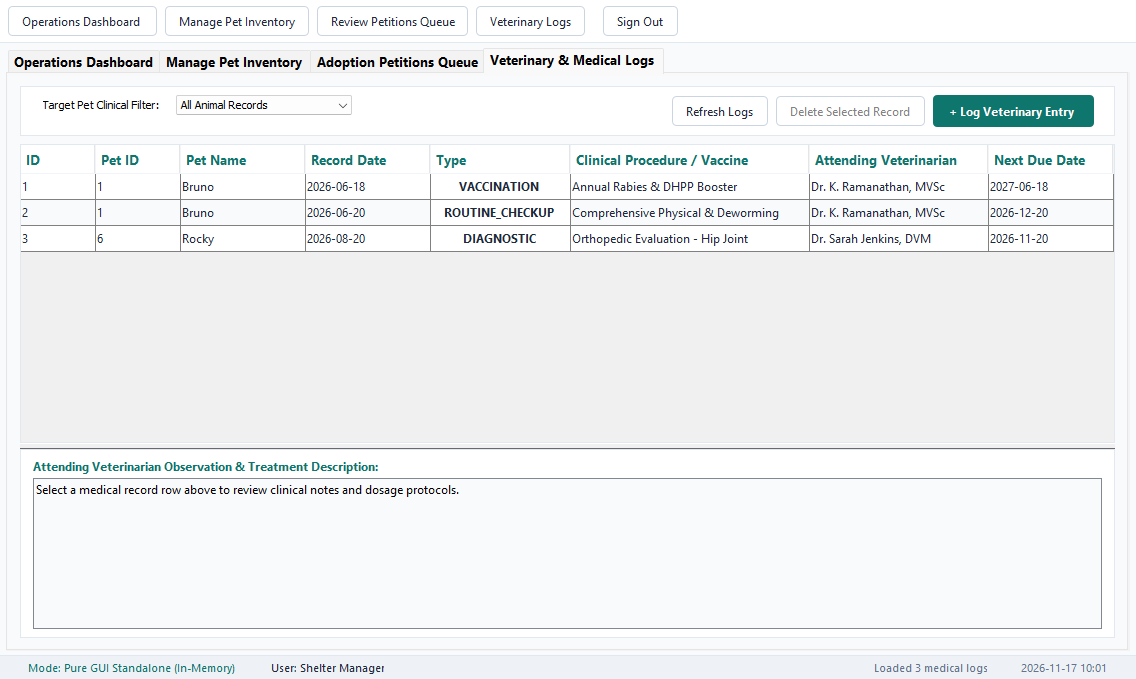 Operations Dashboard Manage Pet Inventory Review Petitions Queue Veterinary Logs Sign Out
Operations Dashboard Manage Pet Inventory Adoption Petitions Queue Veterinary & Medical Logs
Target Pet Clinical Filter: All Animal Records Refresh Logs Delete Selected Record + Log Veterinary Entry
ID Pet ID Pet Name Record Date Type Clinical Procedure / Vaccine Attending Veterinarian Next Due Date
1 1 Bruno 2026-06-18 VACCINATION Annual Rabies & DHPP Booster Dr. K. Ramanathan, MVSc 2027-06-18
2 1 Bruno 2026-06-20 ROUTINE_CHECKUP Comprehensive Physical & Deworming Dr. K. Ramanathan, MVSc 2026-12-20
3 6 Rocky 2026-08-20 DIAGNOSTIC Orthopedic Evaluation - Hip Joint Dr. Sarah Jenkins, DVM 2026-11-20
Attending Veterinarian Observation & Treatment Description:
Select a medical record row above to review clinical notes and dosage protocols.
Mode: Pure GUI Standalone (In-Memory) User: Shelter Manager Loaded 3 medical logs 2026-11-17 10:01